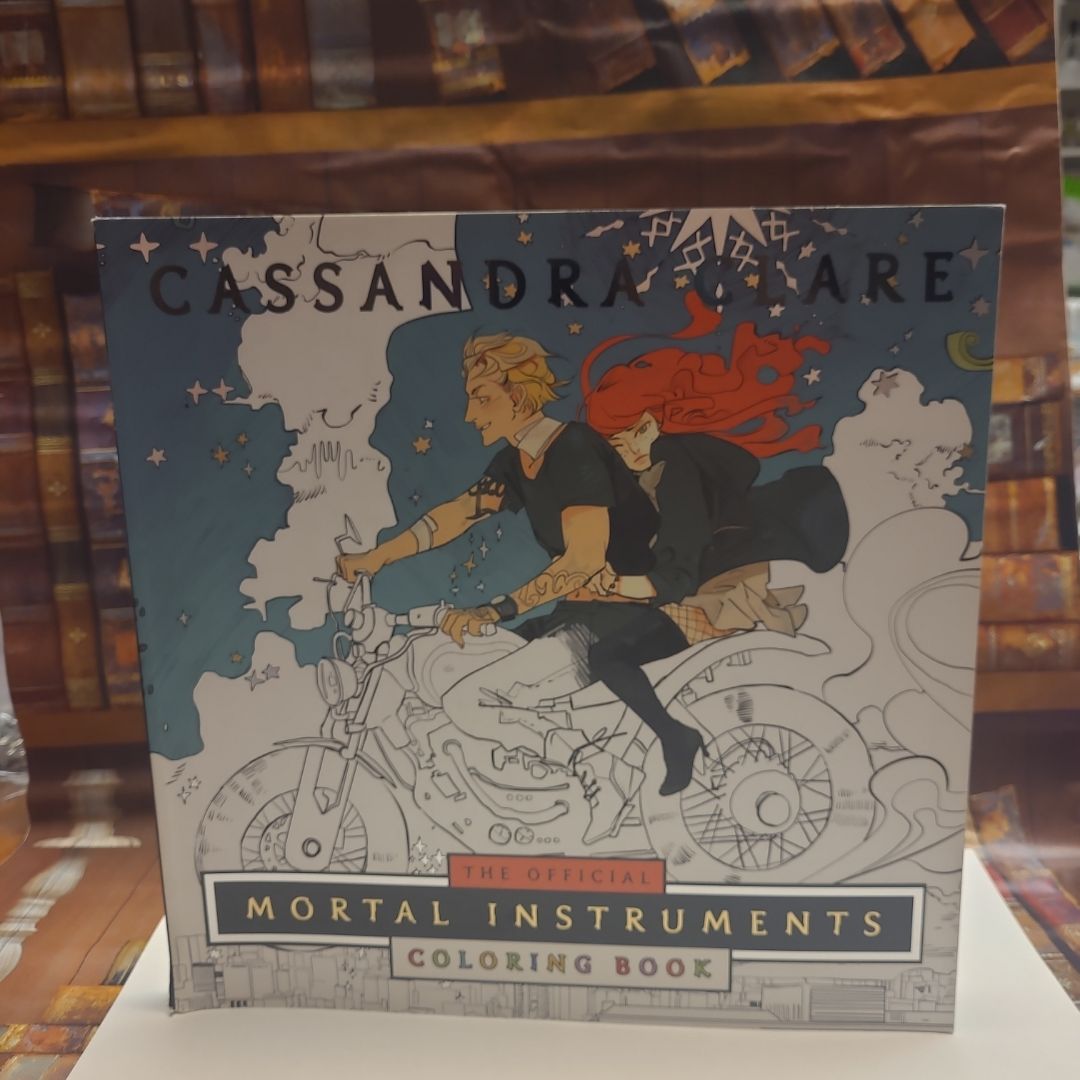 CASSANDRA CLARE
THE OFFICIAL
MORTAL INSTRUMENTS
COLORING BOOK